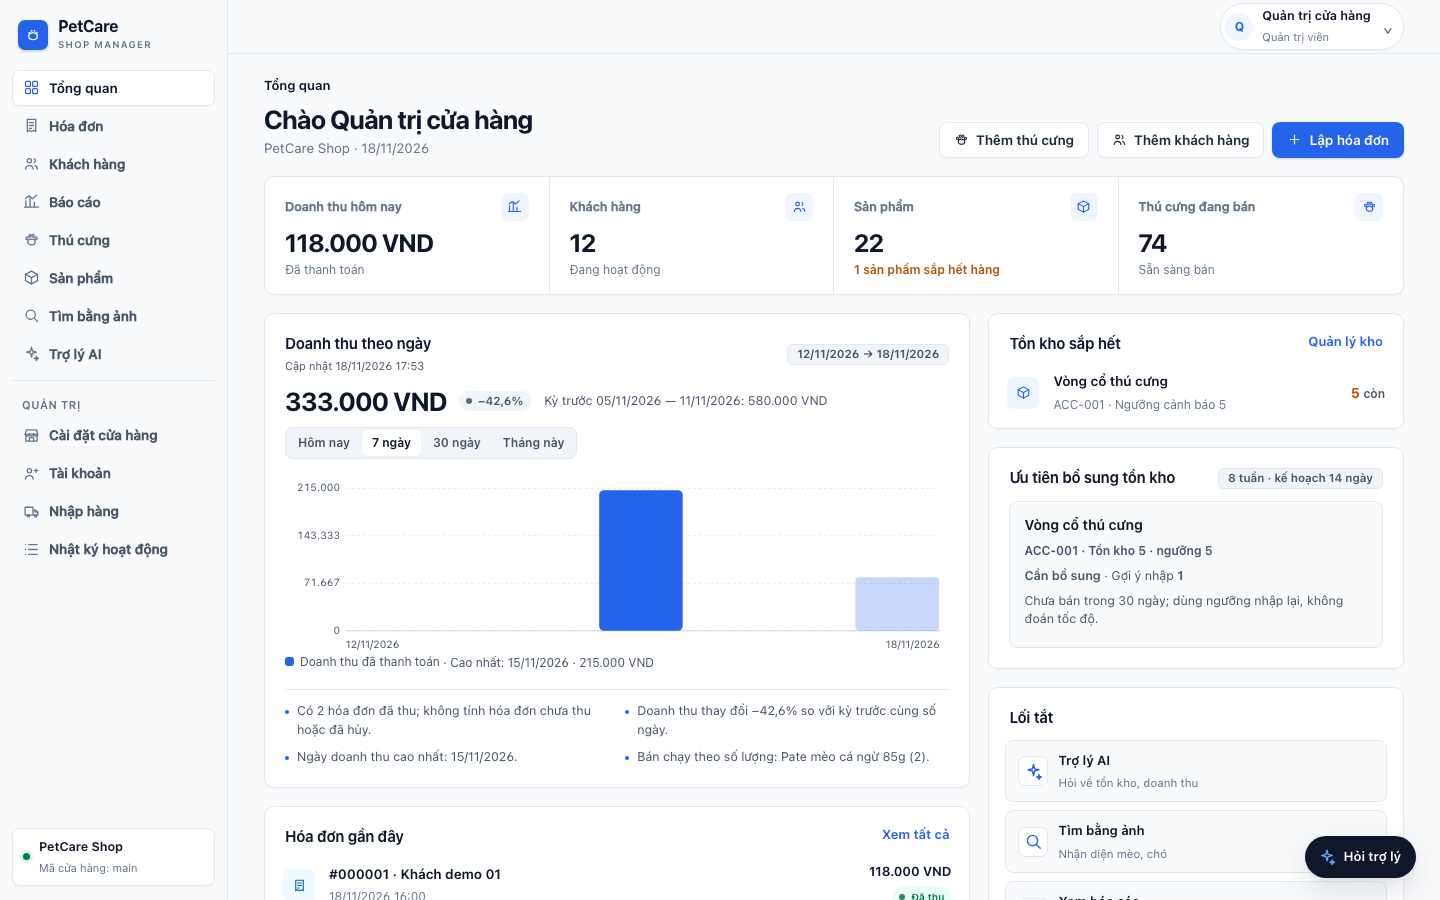 PetCare
SHOP MANAGER
Tổng quan
Hóa đơn
Khách hàng
Báo cáo
Thú cưng
Sản phẩm
Tìm bằng ảnh
Trợ lý AI
QUẢN TRỊ
Cài đặt cửa hàng
Tài khoản
Nhập hàng
Nhật ký hoạt động
PetCare Shop
Mã cửa hàng: main
Q
Quản trị cửa hàng
Quản trị viên
Tổng quan
Chào Quản trị cửa hàng
PetCare Shop · 18/11/2026
Thêm thú cưng
Thêm khách hàng
Lập hóa đơn
Doanh thu hôm nay
118.000 VND
Đã thanh toán
Khách hàng
12
Đang hoạt động
Sản phẩm
22
1 sản phẩm sắp hết hàng
Thú cưng đang bán
74
Sẵn sàng bán
Doanh thu theo ngày
Cập nhật 18/11/2026 17:53
12/11/2026 → 18/11/2026
333.000 VND
−42,6%
Kỳ trước 05/11/2026 — 11/11/2026: 580.000 VND
Hôm nay
7 ngày
30 ngày
Tháng này
215.000
143.333
71.667
0
12/11/2026
18/11/2026
Doanh thu đã thanh toán · Cao nhất: 15/11/2026 · 215.000 VND
Có 2 hóa đơn đã thu; không tính hóa đơn chưa thu
hoặc đã hủy.
Doanh thu thay đổi −42,6% so với kỳ trước cùng số
ngày.
Ngày doanh thu cao nhất: 15/11/2026.
Bán chạy theo số lượng: Pate mèo cá ngừ 85g (2).
Hóa đơn gần đây
Xem tất cả
#000001 · Khách demo 01
18/11/2026 16:00
118.000 VND
Đã thu
Tồn kho sắp hết
Quản lý kho
Vòng cổ thú cưng
ACC-001 · Ngưỡng cảnh báo 5
5 còn
Ưu tiên bổ sung tồn kho
8 tuần · kế hoạch 14 ngày
Vòng cổ thú cưng
ACC-001 · Tồn kho 5 · ngưỡng 5
Cần bổ sung · Gợi ý nhập 1
Chưa bán trong 30 ngày; dùng ngưỡng nhập lại, không
đoán tốc độ.
Lối tắt
Trợ lý AI
Hỏi về tồn kho, doanh thu
Tìm bằng ảnh
Nhận diện mèo, chó
Xem báo cáo
Hỏi trợ lý